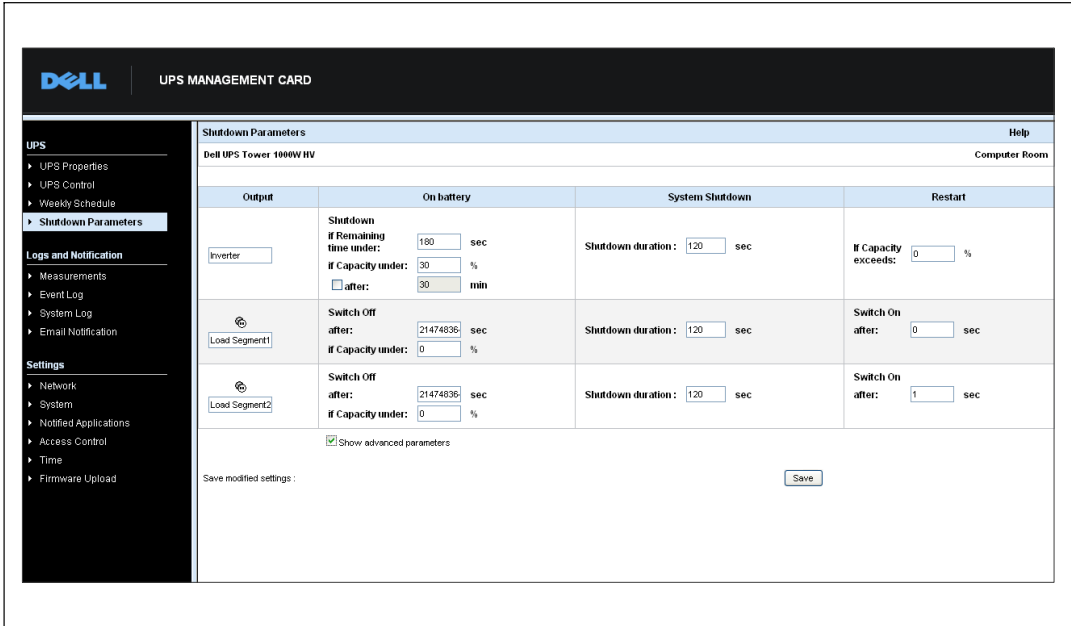 DELL
UPS MANAGEMENT CARD
UPS
UPS Properties
UPS Control
Weekly Schedule
Shutdown Parameters
Logs and Notification
Measurements
Event Log
System Log
Email Notification
Settings
Network
System
Notified Applications
Access Control
Time
Firmware Upload
Shutdown Parameters Help
Dell UPS Tower 1000W HV Computer Room
Output On battery System Shutdown Restart
Inverter
Shutdown
if Remaining
time under: 180 sec
if Capacity under: 30 %
after: 30 min
Shutdown duration : 120 sec
If Capacity
exceeds: 0 %
Load Segment1
Switch Off
after: 21474836 sec
if Capacity under: 0 %
Shutdown duration : 120 sec
Switch On
after: 0 sec
Load Segment2
Switch Off
after: 21474836 sec
if Capacity under: 0 %
Shutdown duration : 120 sec
Switch On
after: 1 sec
Show advanced parameters
Save modified settings :
Save